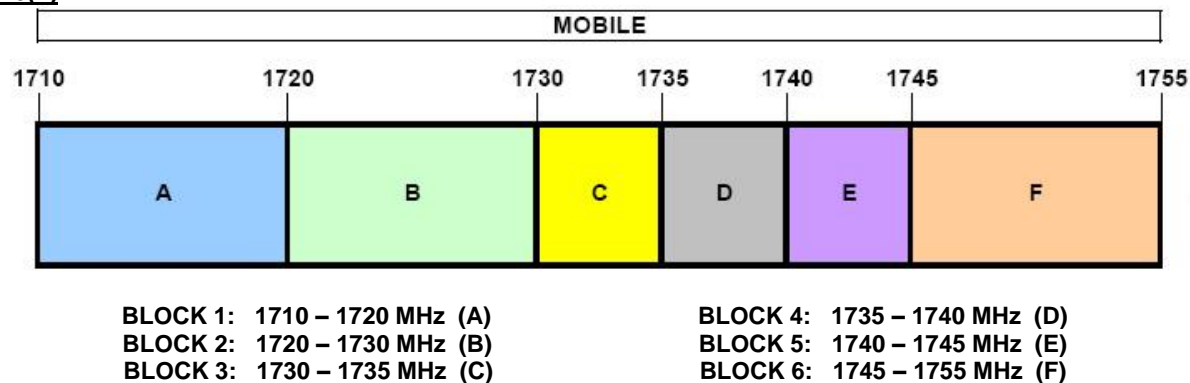 MOBILE
1710 1720 1730 1735 1740 1745 1755
A B C D E F
BLOCK 1: 1710 – 1720 MHz (A) BLOCK 4: 1735 – 1740 MHz (D)
BLOCK 2: 1720 – 1730 MHz (B) BLOCK 5: 1740 – 1745 MHz (E)
BLOCK 3: 1730 – 1735 MHz (C) BLOCK 6: 1745 – 1755 MHz (F)